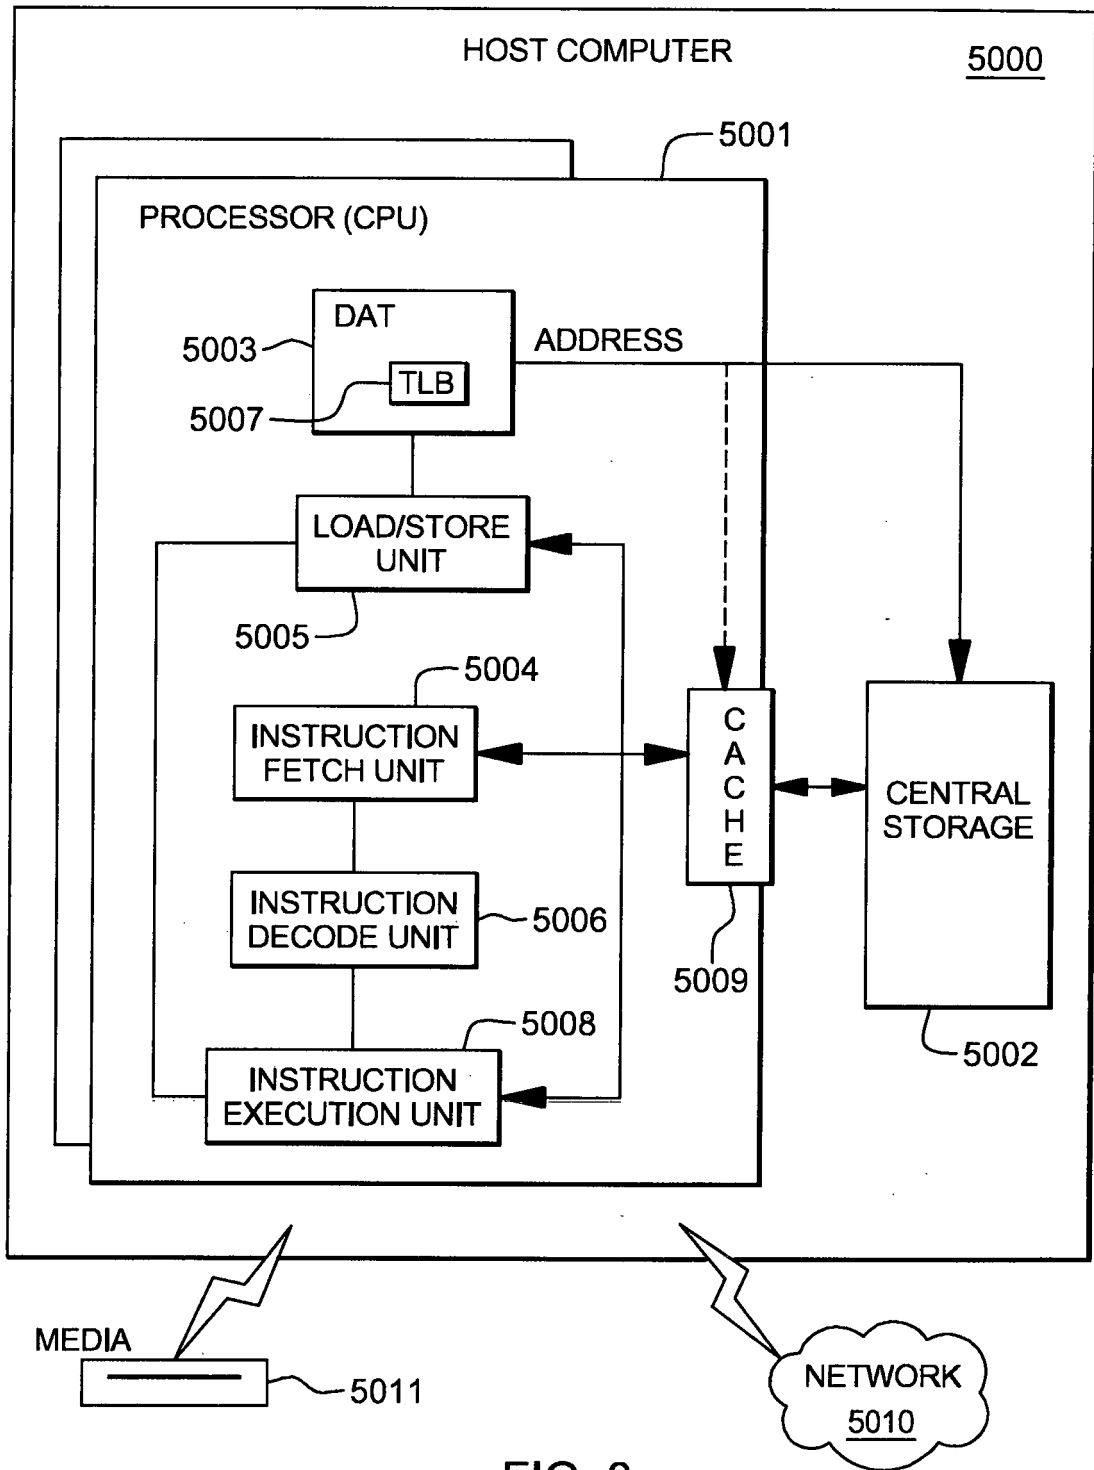 HOST COMPUTER
5000
5001
PROCESSOR (CPU)
DAT
5003
ADDRESS
TLB
5007
LOAD/STORE
UNIT
5005
5004
INSTRUCTION
FETCH UNIT
CACHE
CENTRAL
STORAGE
INSTRUCTION
DECODE UNIT
5006
5009
5008
5002
INSTRUCTION
EXECUTION UNIT
MEDIA
5011
NETWORK
5010